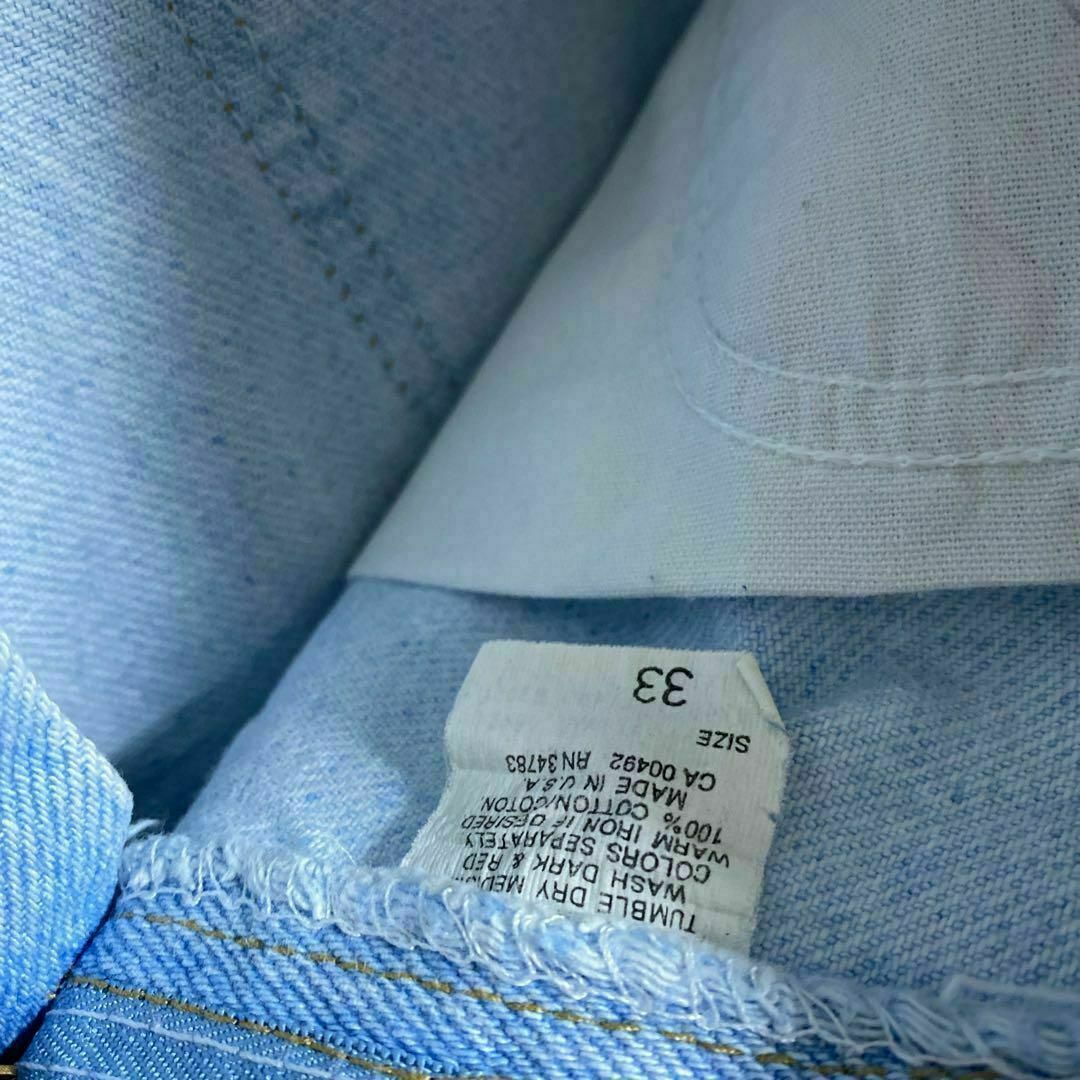 TUMBLE DRY MEDIUM
WASH DARK & RED
COLORS SEPARATELY
WARM IRON IF DESIRED
100% COTTON/COTON
MADE IN U.S.A.
CA 00492 RN 34783
SIZE
33